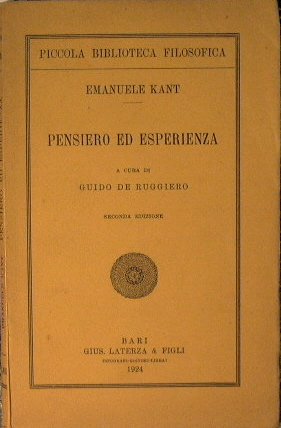 PICCOLA BIBLIOTECA FILOSOFICA
EMANUELE KANT
PENSIERO ED ESPERIENZA
A CURA DI
GUIDO DE RUGGIERO
SECONDA EDIZIONE
BARI
GIUS. LATERZA & FIGLI
TIPOGRAFI-EDITORI-LIBRAI
1924